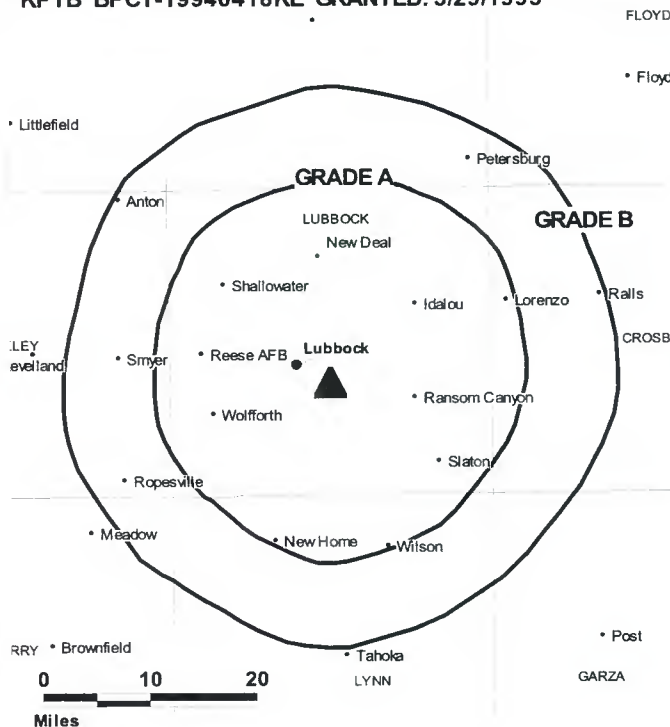 KPTB GRANTED:
FLOYD
Floyd
Littlefield
Petersburg
GRADE A
Anton
LUBBOCK
GRADE B
New Deal
Shallowater
Idalou
Lorenzo
Ralls
LEY
evelland
Smyer
Reese AFB
Lubbock
CROSB
Ransom Canyon
Wolfforth
Slaton
Ropesville
Meadow
New Home
Wilson
RRY
Brownfield
Tahoka
Post
LYNN
GARZA
0 10 20
Miles